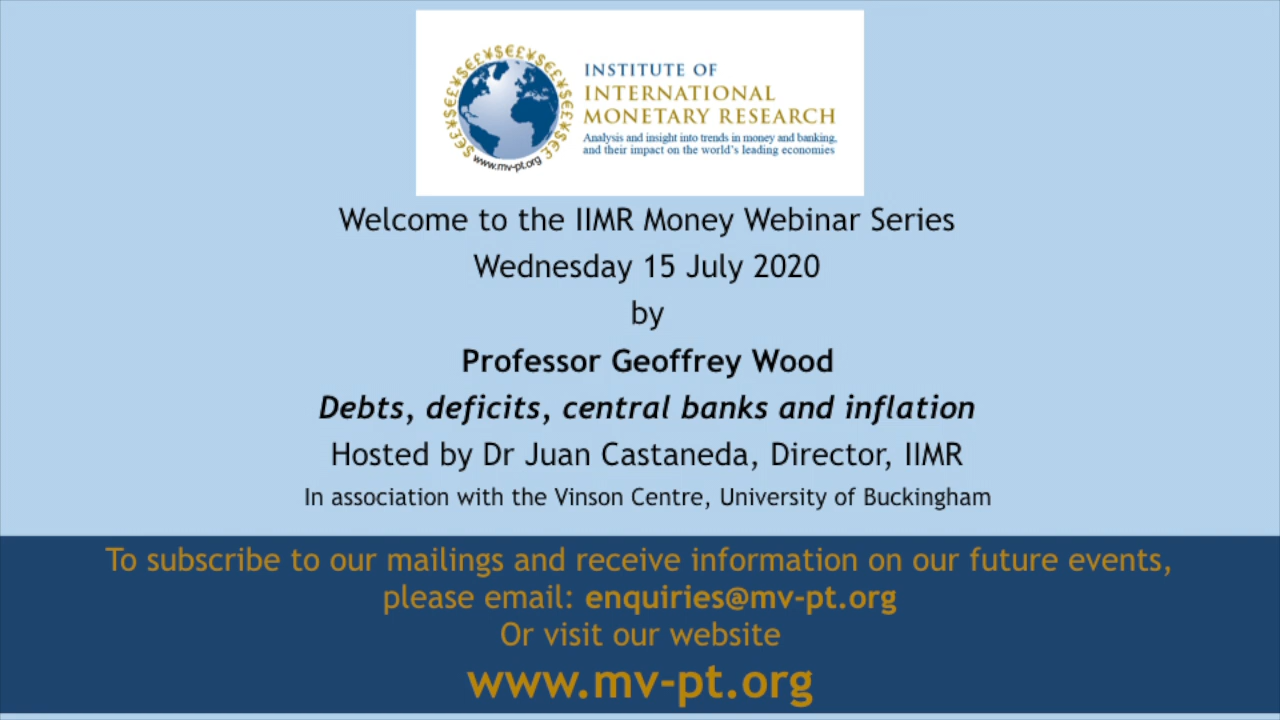 INSTITUTE OF
INTERNATIONAL
MONETARY RESEARCH
Analysis and insight into trends in money and banking,
and their impact on the world's leading economies
www.mv-pt.org
Welcome to the IIMR Money Webinar Series
Wednesday 15 July 2020
by
Professor Geoffrey Wood
Debts, deficits, central banks and inflation
Hosted by Dr Juan Castaneda, Director, IIMR
In association with the Vinson Centre, University of Buckingham
To subscribe to our mailings and receive information on our future events,
please email: enquiries@mv-pt.org
Or visit our website
www.mv-pt.org